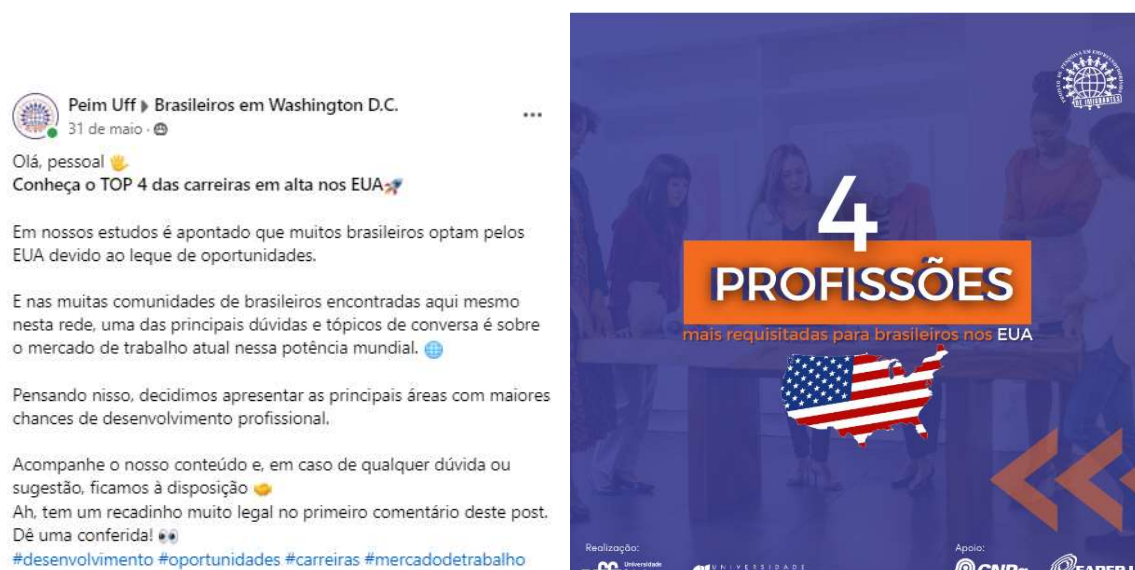 Peim Uff ▸ Brasileiros em Washington D.C.
31 de maio ·
Olá, pessoal 🖐
Conheça o TOP 4 das carreiras em alta nos EUA🚀
Em nossos estudos é apontado que muitos brasileiros optam pelos
EUA devido ao leque de oportunidades.
E nas muitas comunidades de brasileiros encontradas aqui mesmo
nesta rede, uma das principais dúvidas e tópicos de conversa é sobre
o mercado de trabalho atual nessa potência mundial. 🌐
Pensando nisso, decidimos apresentar as principais áreas com maiores
chances de desenvolvimento profissional.
Acompanhe o nosso conteúdo e, em caso de qualquer dúvida ou
sugestão, ficamos à disposição 🤝
Ah, tem um recadinho muito legal no primeiro comentário deste post.
Dê uma conferida! 👀
#desenvolvimento #oportunidades #carreiras #mercadodetrabalho
DE IMIGRANTES
4
PROFISSÕES
mais requisitadas para brasileiros nos EUA
Realização:
Universidade
UNIVERSIDADE
Apoio:
CNPq